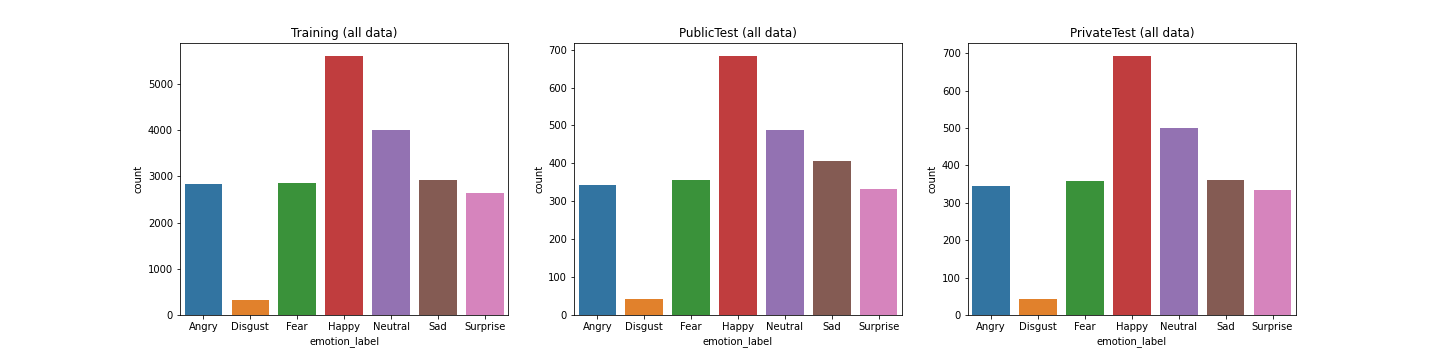 Training (all data)
count
5000
4000
3000
2000
1000
0
Angry Disgust Fear Happy Neutral Sad Surprise
emotion_label
PublicTest (all data)
count
700
600
500
400
300
200
100
0
Angry Disgust Fear Happy Neutral Sad Surprise
emotion_label
PrivateTest (all data)
count
700
600
500
400
300
200
100
0
Angry Disgust Fear Happy Neutral Sad Surprise
emotion_label